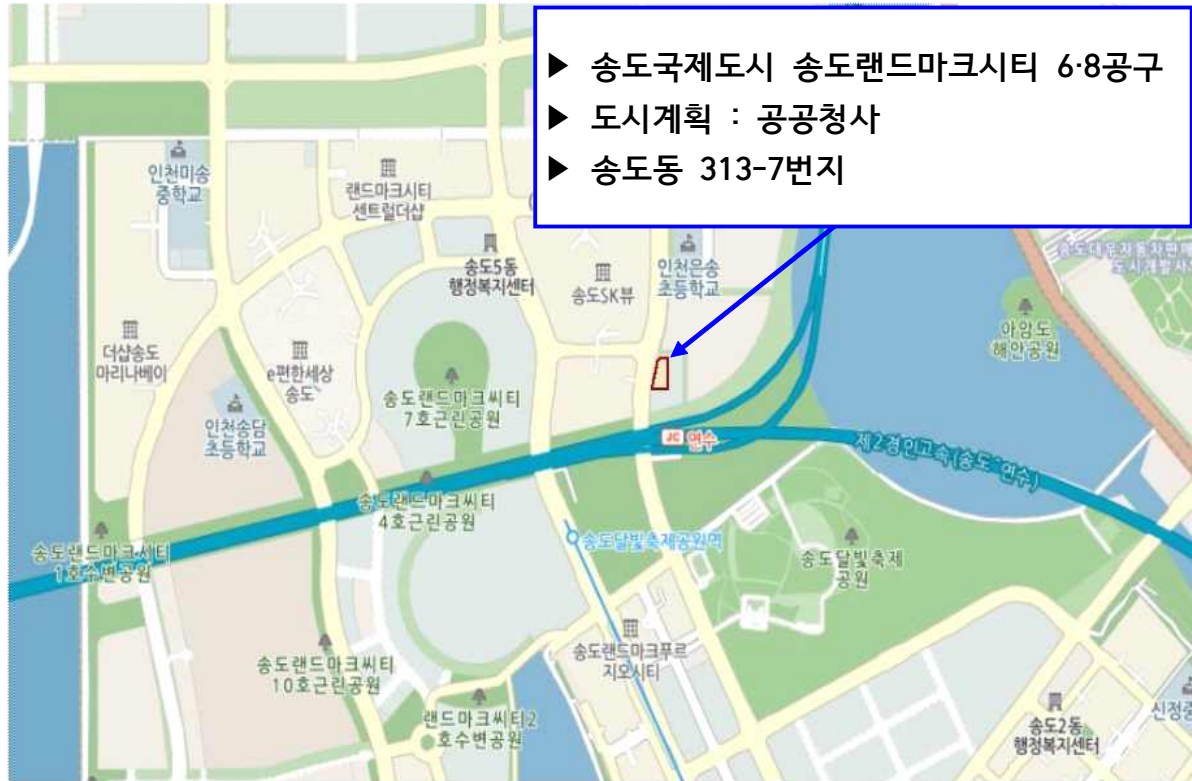 ▶ 송도국제도시 송도랜드마크시티 6·8공구
▶ 도시계획 : 공공청사
▶ 송도동 313-7번지
인천미송
중학교
랜드마크시티
센트럴더샵
송도5동
행정복지센터
송도SK뷰
인천은송
초등학교
아암도
해안공원
더샵송도
마리나베이
e편한세상
송도
송도랜드마크씨티
7호근린공원
인천송담
초등학교
JC 연수
제2경인고속(송도~연수)
송도랜드마크씨티
4호근린공원
송도랜드마크시티
1호수변공원
송도달빛축제공원역
송도달빛축제
공원
송도랜드마크푸르
지오시티
송도랜드마크씨티
10호근린공원
랜드마크씨티2
호수변공원
송도2동
행정복지센터
신정중